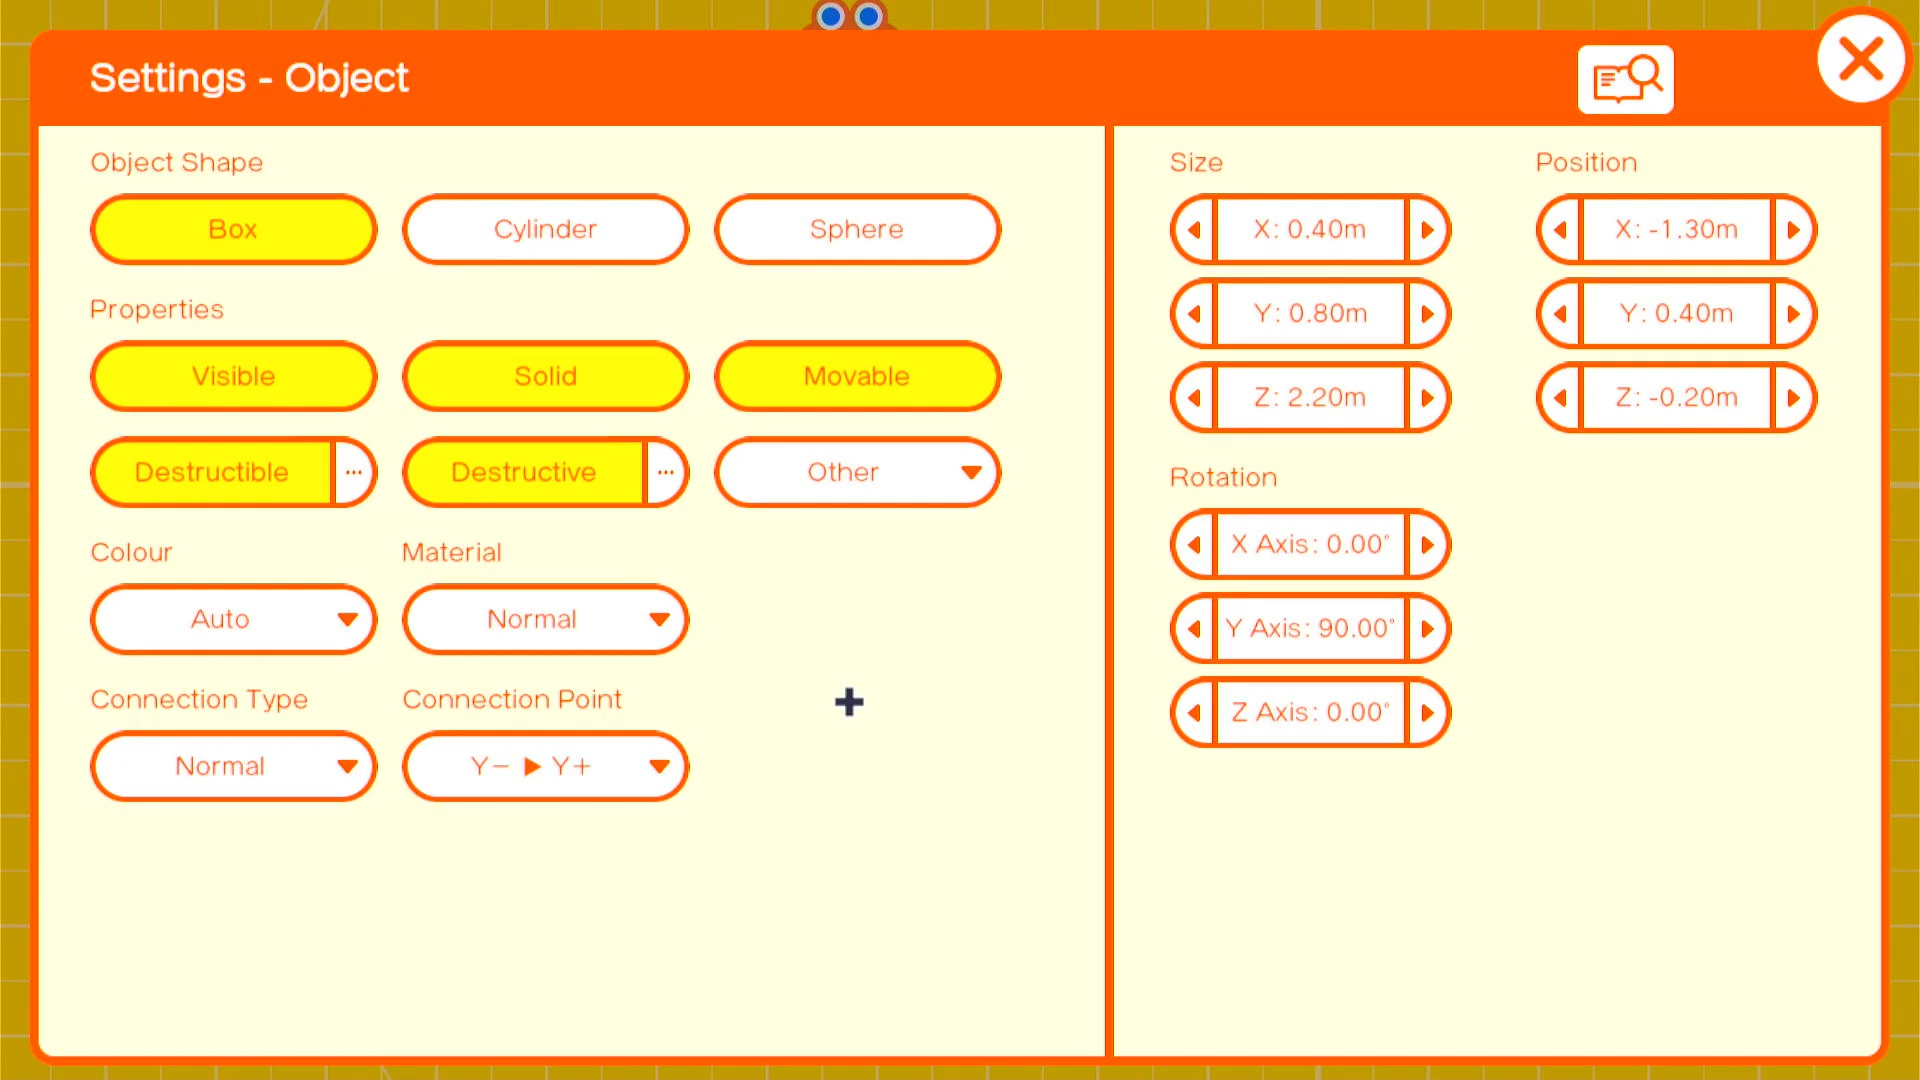 Settings - Object
Object Shape
Box
Cylinder
Sphere
Properties
Visible
Solid
Movable
Destructible
...
Destructive
...
Other
Colour
Material
Auto
Normal
Connection Type
Connection Point
Normal
Y− ▶ Y+
Size
Position
X: 0.40m
X: -1.30m
Y: 0.80m
Y: 0.40m
Z: 2.20m
Z: -0.20m
Rotation
X Axis: 0.00°
Y Axis: 90.00°
Z Axis: 0.00°